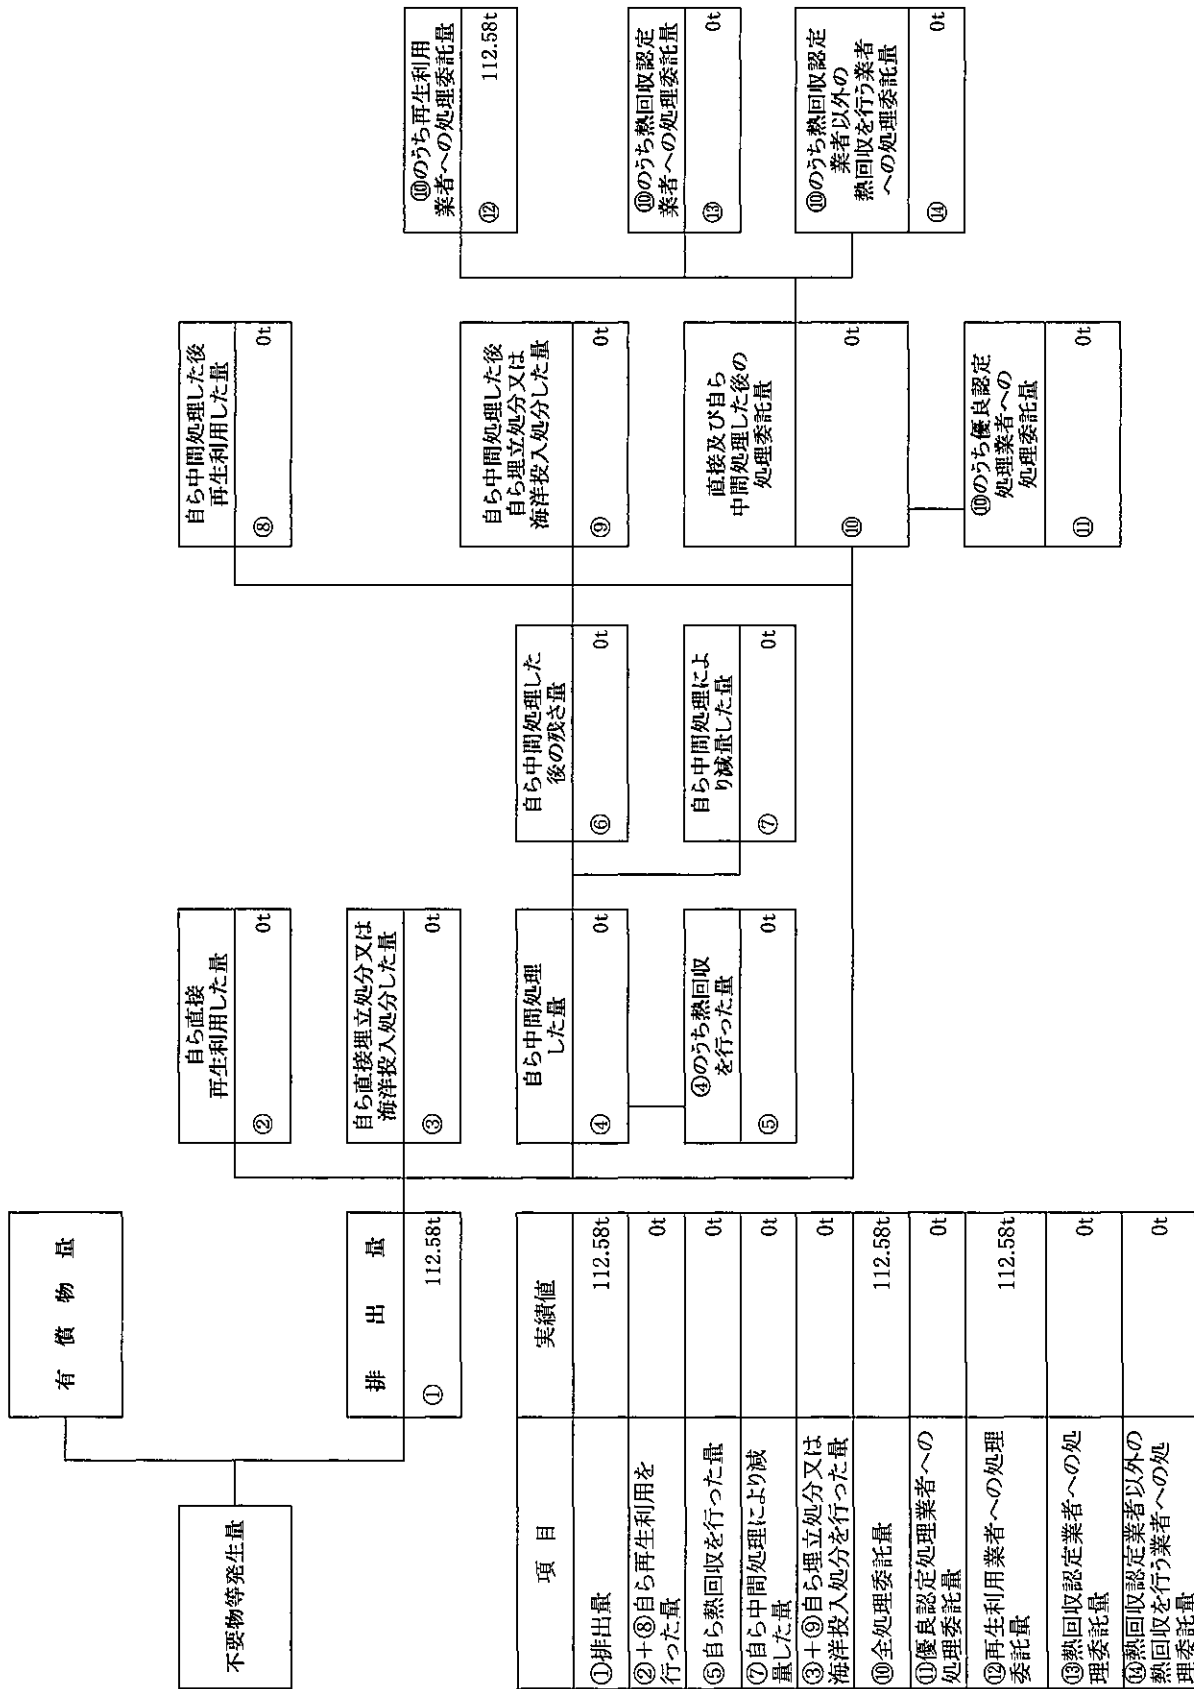 有償物量
不要物等発生量
排出量
① 112.58t
自ら直接
再生利用した量
② 0t
自ら直接埋立処分又は
海洋投入処分した量
③ 0t
自ら中間処理
した量
④ 0t
④のうち熱回収
を行った量
⑤ 0t
自ら中間処理した
後の残さ量
⑥ 0t
自ら中間処理によ
り減量した量
⑦ 0t
自ら中間処理した後
再生利用した量
⑧ 0t
自ら中間処理した後
自ら埋立処分又は
海洋投入処分した量
⑨ 0t
直接及び自ら
中間処理した後の
処理委託量
⑩ 0t
⑩のうち優良認定
処理業者への
処理委託量
⑪ 0t
⑩のうち再生利用
業者への処理委託量
⑫ 112.58t
⑩のうち熱回収認定
業者への処理委託量
⑬ 0t
⑩のうち熱回収認定
業者以外の
熱回収を行う業者
への処理委託量
⑭ 0t
項目 実績値
①排出量 112.58t
②+⑧自ら再生利用を
行った量 0t
⑤自ら熱回収を行った量 0t
⑦自ら中間処理により減
量した量 0t
③+⑨自ら埋立処分又は
海洋投入処分を行った量 0t
⑩全処理委託量 112.58t
⑪優良認定処理業者への
処理委託量 0t
⑫再生利用業者への処理
委託量 112.58t
⑬熱回収認定業者への処
理委託量 0t
⑭熱回収認定業者以外の
熱回収を行う業者への処
理委託量 0t